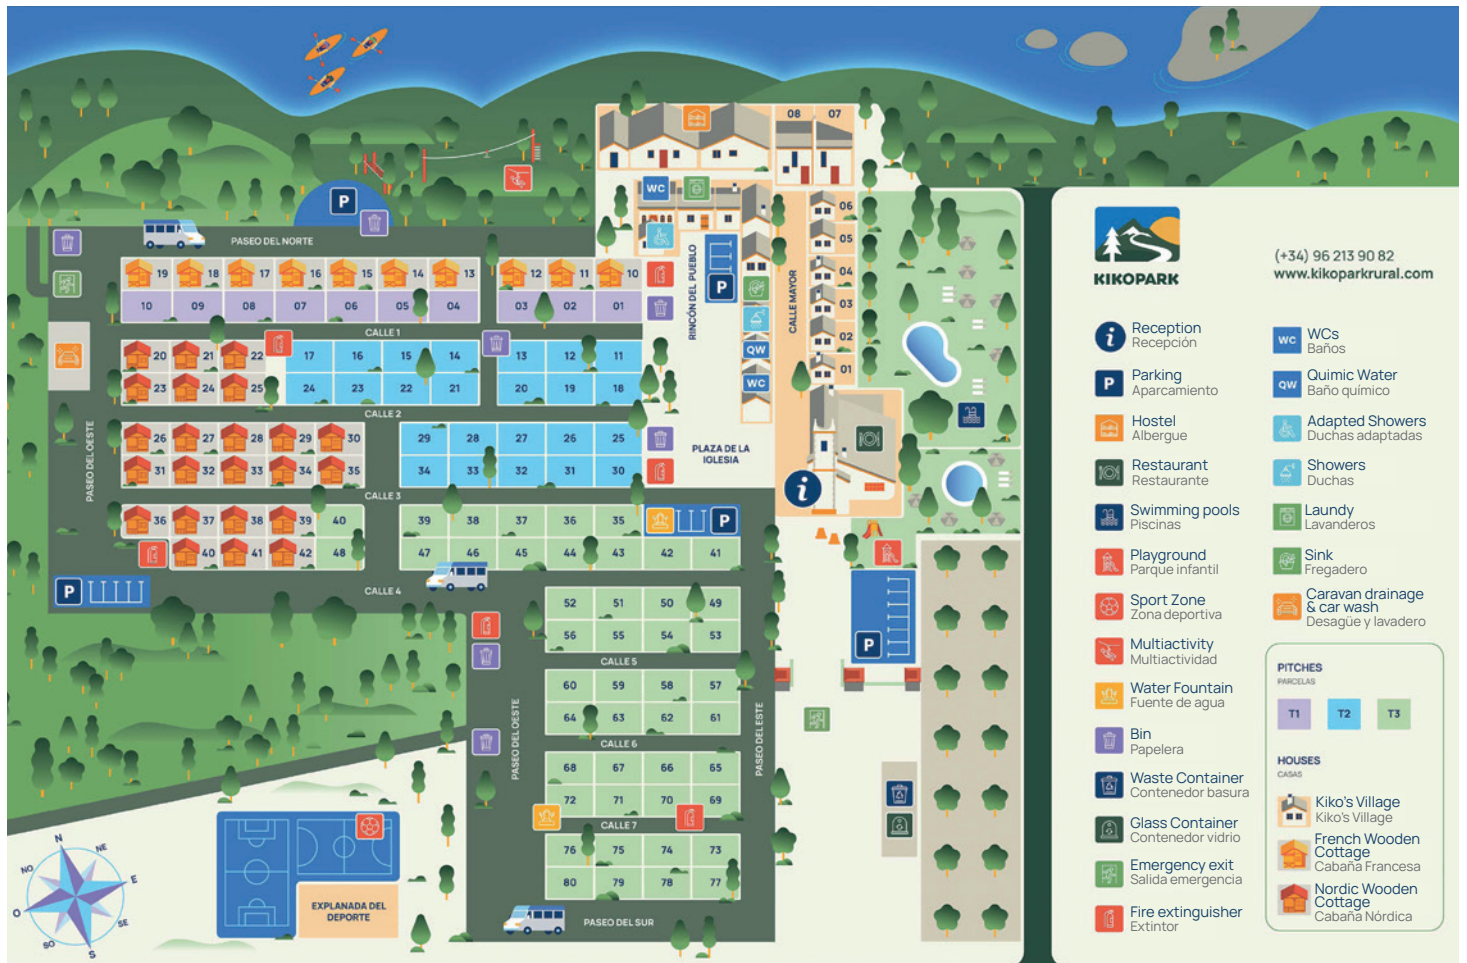 08 07
WC
P
06
PASEO DEL NORTE
05
RINCÓN DEL PUEBLO
CALLE MAYOR
19 18 17 16 15 14 13 12 11 10
04
P
10 09 08 07 06 05 04 03 02 01
03
CALLE 1
02
20 21 22 17 16 15 14 13 12 11
QW
01
23 24 25 24 23 22 21 20 19 18
WC
CALLE 2
PASEO DEL OESTE
26 27 28 29 30 29 28 27 26 25
PLAZA DE LA
IGLESIA
31 32 33 34 35 34 33 32 31 30
i
CALLE 3
36 37 38 39 40 39 38 37 36 35
P
40 41 42 48 47 46 45 44 43 42 41
P
CALLE 4
52 51 50 49
56 55 54 53
P
CALLE 5
60 59 58 57
64 63 62 61
PASEO DEL OESTE
PASEO DEL ESTE
CALLE 6
68 67 66 65
72 71 70 69
CALLE 7
76 75 74 73
80 79 78 77
PASEO DEL SUR
EXPLANADA DEL
DEPORTE
N
NE
E
SE
S
SO
O
NO
KIKOPARK
(+34) 96 213 90 82
www.kikoparkrural.com
i
Reception
Recepción
P
Parking
Aparcamiento
Hostel
Albergue
Restaurant
Restaurante
Swimming pools
Piscinas
Playground
Parque infantil
Sport Zone
Zona deportiva
Multiactivity
Multiactividad
Water Fountain
Fuente de agua
Bin
Papelera
Waste Container
Contenedor basura
Glass Container
Contenedor vidrio
Emergency exit
Salida emergencia
Fire extinguisher
Extintor
WC
WCs
Baños
QW
Quimic Water
Baño químico
Adapted Showers
Duchas adaptadas
Showers
Duchas
Laundy
Lavanderos
Sink
Fregadero
Caravan drainage
& car wash
Desagüe y lavadero
PITCHES
PARCELAS
T1 T2 T3
HOUSES
CASAS
Kiko's Village
Kiko's Village
French Wooden
Cottage
Cabaña Francesa
Nordic Wooden
Cottage
Cabaña Nórdica